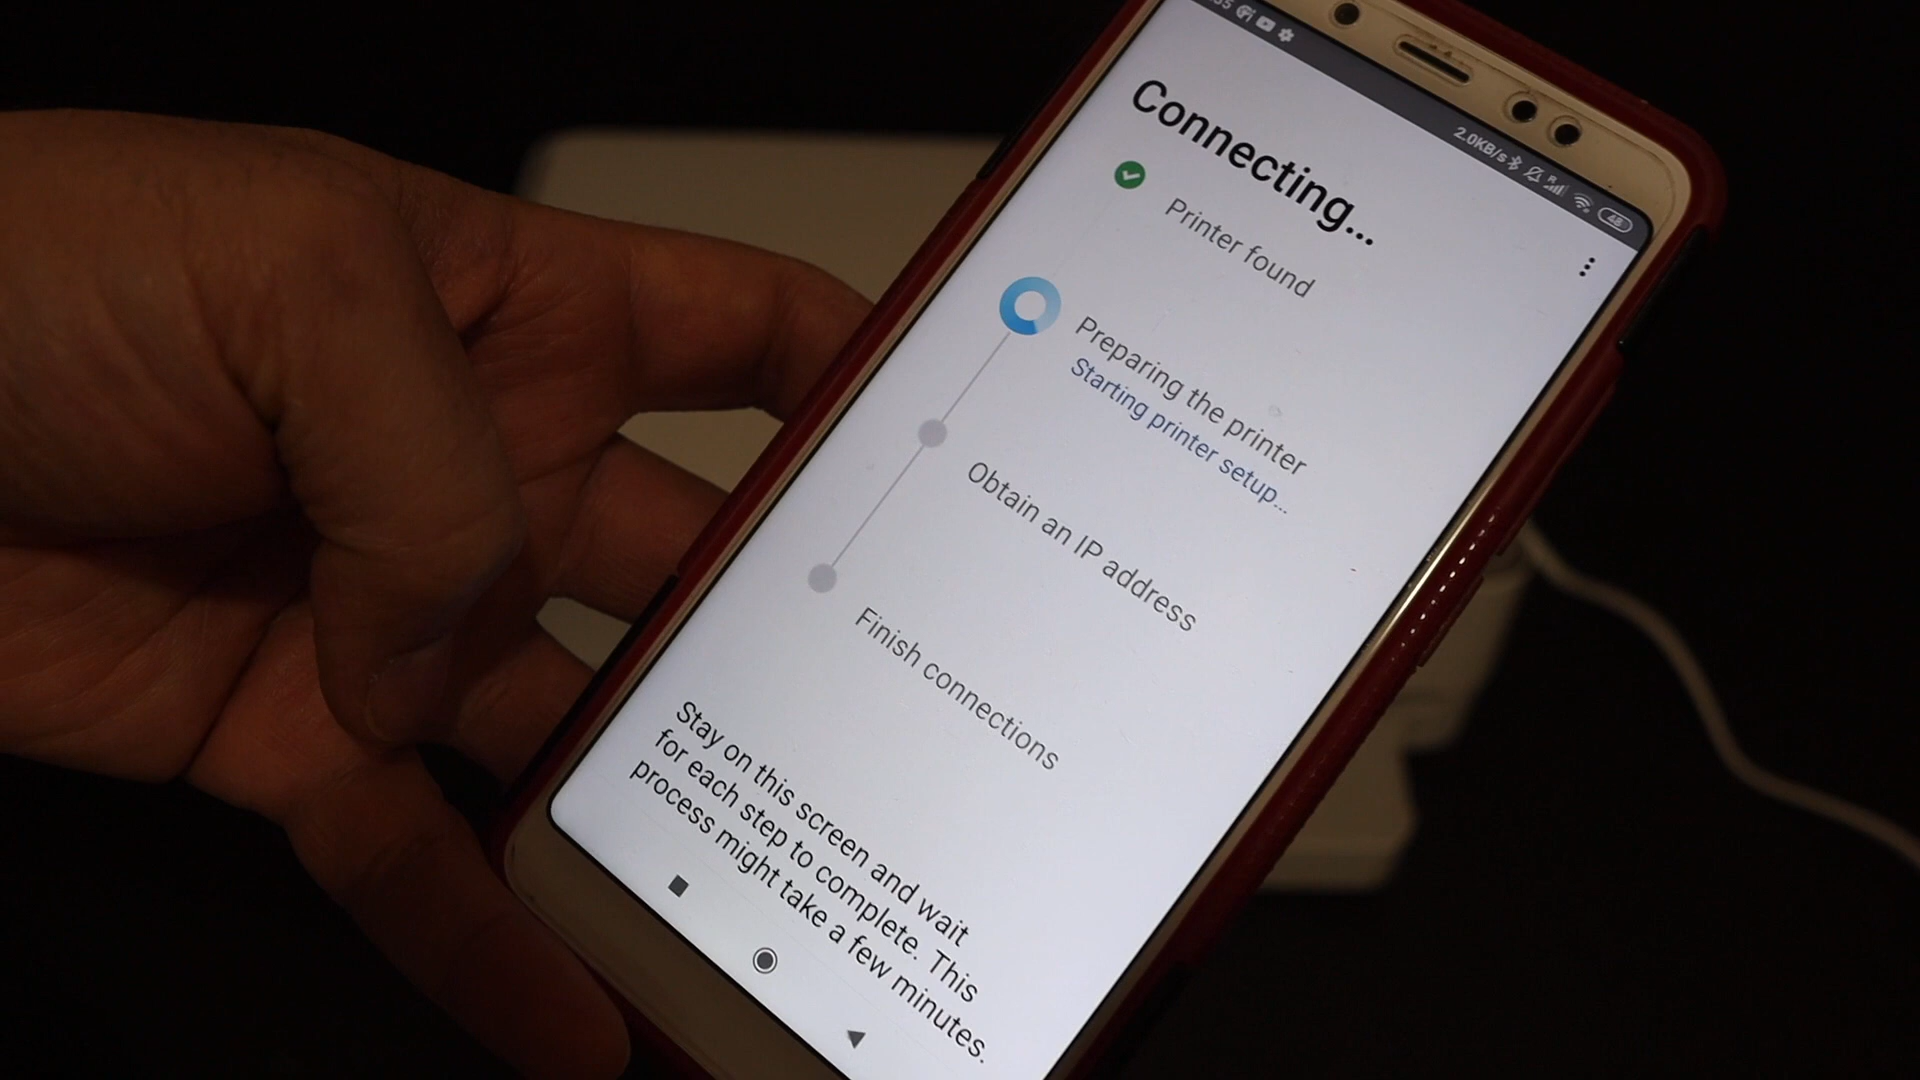 2.0KB/s
48
Connecting...
Printer found
Preparing the printer
Starting printer setup...
Obtain an IP address
Finish connections
Stay on this screen and wait
for each step to complete. This
process might take a few minutes.